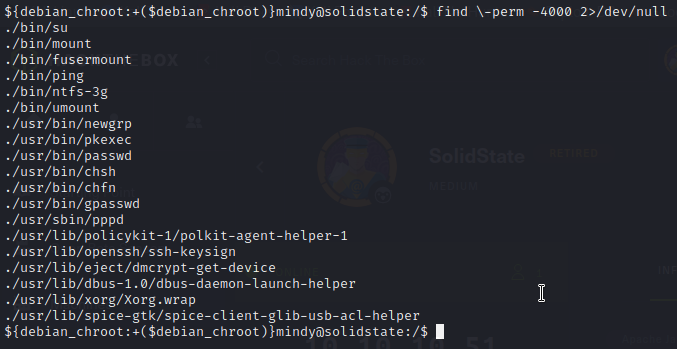 ${debian_chroot:+($debian_chroot)}mindy@solidstate:/$ find \-perm -4000 2>/dev/null
./bin/su
./bin/mount
./bin/fusermount
./bin/ping
./bin/ntfs-3g
./bin/umount
./usr/bin/newgrp
./usr/bin/pkexec
./usr/bin/passwd
./usr/bin/chsh
./usr/bin/chfn
./usr/bin/gpasswd
./usr/sbin/pppd
./usr/lib/policykit-1/polkit-agent-helper-1
./usr/lib/openssh/ssh-keysign
./usr/lib/eject/dmcrypt-get-device
./usr/lib/dbus-1.0/dbus-daemon-launch-helper
./usr/lib/xorg/Xorg.wrap
./usr/lib/spice-gtk/spice-client-glib-usb-acl-helper
${debian_chroot:+($debian_chroot)}mindy@solidstate:/$
SolidState
RETIRED
MEDIUM